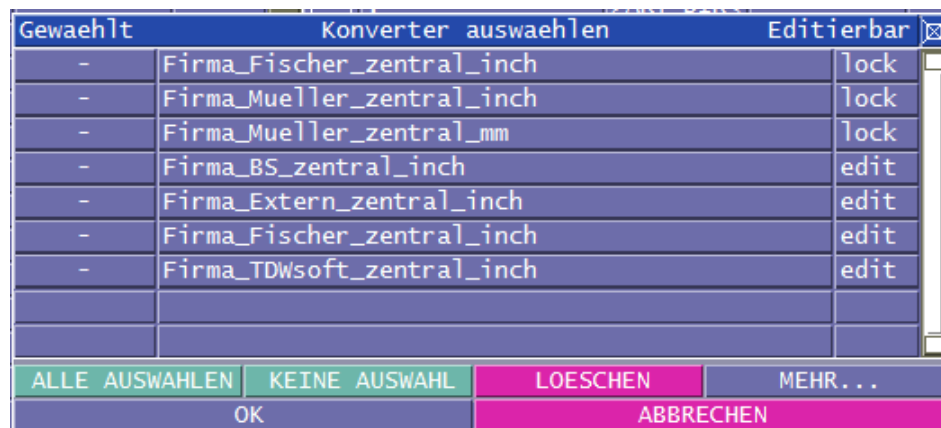 Gewaehlt Konverter auswaehlen Editierbar
- Firma_Fischer_zentral_inch lock
- Firma_Mueller_zentral_inch lock
- Firma_Mueller_zentral_mm lock
- Firma_BS_zentral_inch edit
- Firma_Extern_zentral_inch edit
- Firma_Fischer_zentral_inch edit
- Firma_TDWsoft_zentral_inch edit
ALLE AUSWAHLEN KEINE AUSWAHL LOESCHEN MEHR...
OK ABBRECHEN